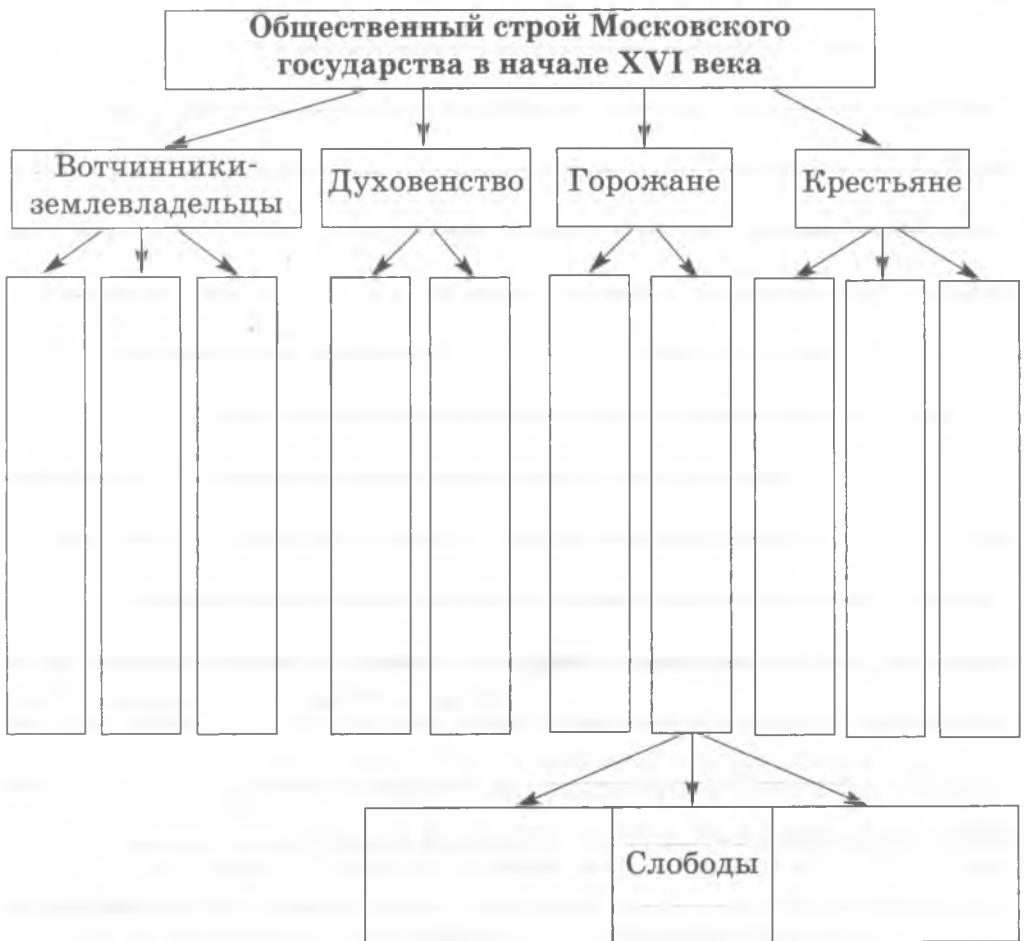 Общественный строй Московского
государства в начале XVI века
Вотчинники-
землевладельцы
Духовенство
Горожане
Крестьяне
Слободы